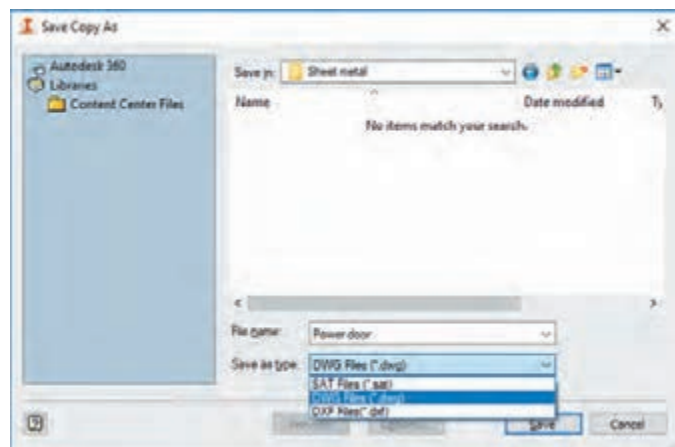 Save Copy As
Autodesk 360
Libraries
Content Center Files
Save in: Sheet metal
Name Date modified Ty
No items match your search.
File name: Power door
Save as type: DWG Files (*.dwg)
SAT Files (*.sat)
DWG Files (*.dwg)
DXF Files(*.dxf)
Save Cancel